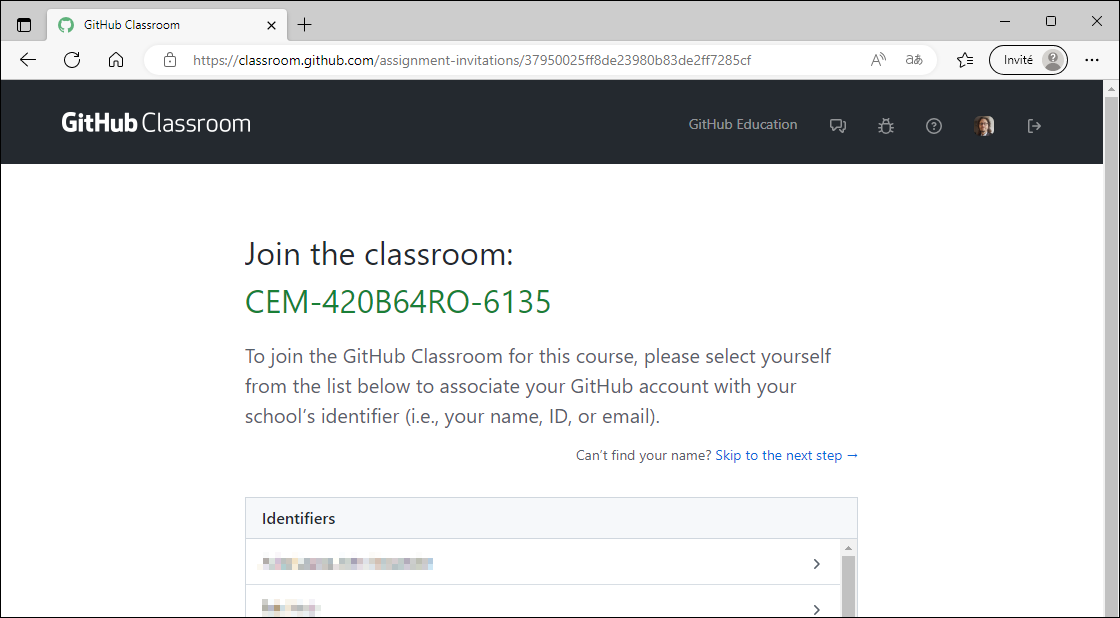 GitHub Classroom
https://classroom.github.com/assignment-invitations/37950025ff8de23980b83de2ff7285cf
Invité
GitHub Classroom
GitHub Education
Join the classroom:
CEM-420B64RO-6135
To join the GitHub Classroom for this course, please select yourself
from the list below to associate your GitHub account with your
school's identifier (i.e., your name, ID, or email).
Can't find your name? Skip to the next step →
Identifiers